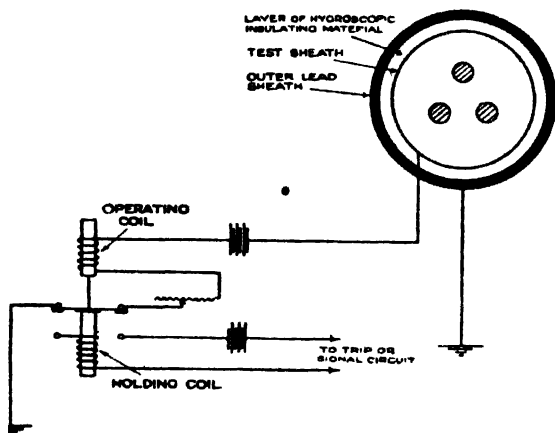 LAYER OF HYGROSCOPIC
INSULATING MATERIAL
TEST SHEATH
OUTER LEAD
SHEATH
OPERATING
COIL
TO TRIP OR
SIGNAL CIRCUIT
HOLDING COIL